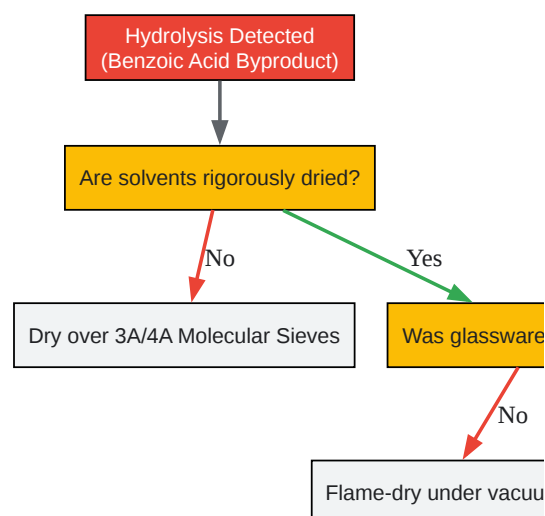 Hydrolysis Detected
(Benzoic Acid Byproduct)
Are solvents rigorously dried?
No
Yes
Dry over 3A/4A Molecular Sieves
Was glassware
No
Flame-dry under